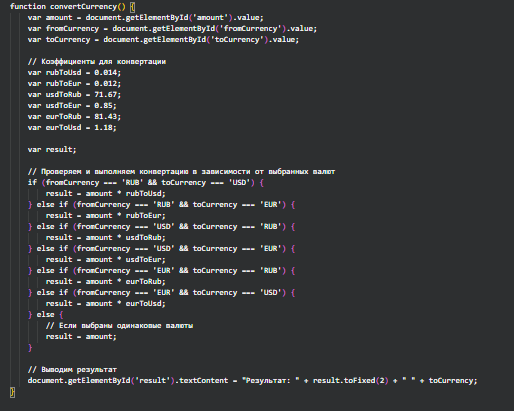 function convertCurrency() {
var amount = document.getElementById('amount').value;
var fromCurrency = document.getElementById('fromCurrency').value;
var toCurrency = document.getElementById('toCurrency').value;
// Коэффициенты для конвертации
var rubToUsd = 0.014;
var rubToEur = 0.012;
var usdToRub = 71.67;
var usdToEur = 0.85;
var eurToRub = 81.43;
var eurToUsd = 1.18;
var result;
// Проверяем и выполняем конвертацию в зависимости от выбранных валют
if (fromCurrency === 'RUB' && toCurrency === 'USD') {
result = amount * rubToUsd;
} else if (fromCurrency === 'RUB' && toCurrency === 'EUR') {
result = amount * rubToEur;
} else if (fromCurrency === 'USD' && toCurrency === 'RUB') {
result = amount * usdToRub;
} else if (fromCurrency === 'USD' && toCurrency === 'EUR') {
result = amount * usdToEur;
} else if (fromCurrency === 'EUR' && toCurrency === 'RUB') {
result = amount * eurToRub;
} else if (fromCurrency === 'EUR' && toCurrency === 'USD') {
result = amount * eurToUsd;
} else {
// Если выбраны одинаковые валюты
result = amount;
}
// Выводим результат
document.getElementById('result').textContent = "Результат: " + result.toFixed(2) + " " + toCurrency;
}